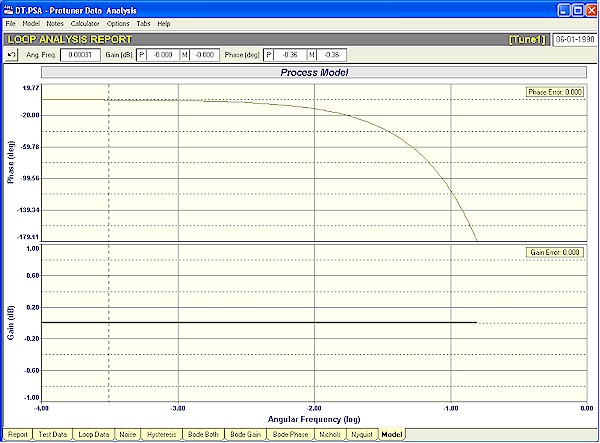 DT.PSA - Protuner Data Analysis
File Model Notes Calculator Options Tabs Help
LOOP ANALYSIS REPORT [Tune1] 06-01-1990
Ang. Freq. 0.00031 Gain (dB) P -0.000 M -0.000 Phase (deg) P -0.36 M -0.36
Process Model
Phase Error: 0.000
Phase (deg)
19.77
-20.00
-59.78
-99.56
-139.34
-179.11
Gain Error: 0.000
Gain (dB)
1.00
0.60
0.20
-0.20
-0.60
-1.00
-4.00 -3.00 -2.00 -1.00 0.00
Angular Frequency (log)
Report Test Data Loop Data Noise Hysteresis Bode Both Bode Gain Bode Phase Nichols Nyquist Model